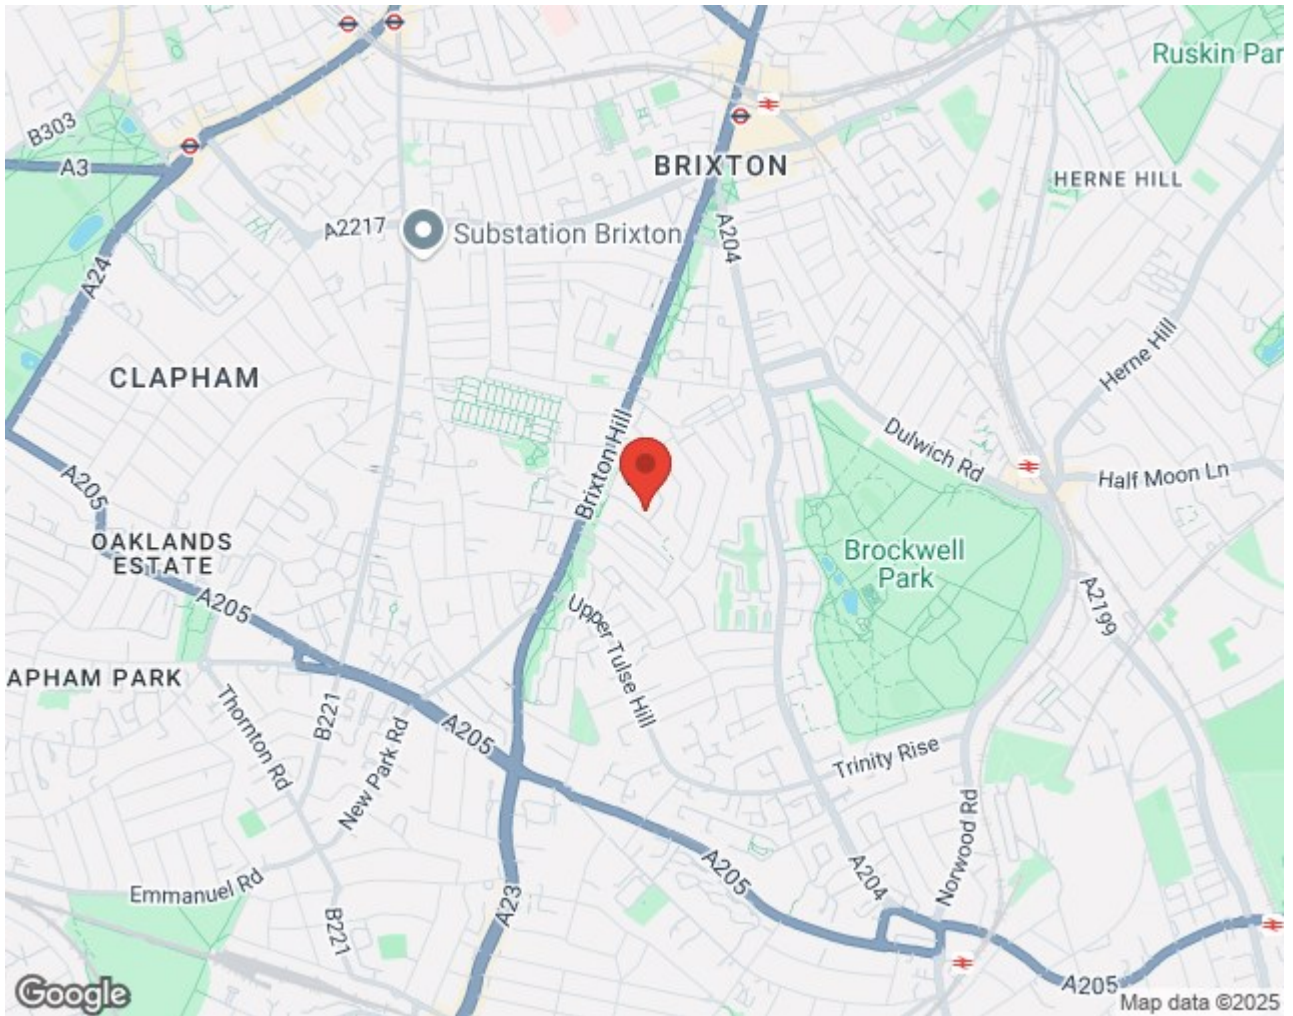 Ruskin Par
B303
A3
BRIXTON
HERNE HILL
A2217
Substation Brixton
A204
A24
Herne Hill
CLAPHAM
Brixton Hill
Dulwich Rd
Half Moon Ln
A205
OAKLANDS
ESTATE
Brockwell
Park
A205
A2199
Upper Tulse Hill
APHAM PARK
Thornton Rd
B221
New Park Rd
A205
Trinity Rise
Norwood Rd
A205
A204
Emmanuel Rd
A23
B221
A205
Google
Map data ©2025